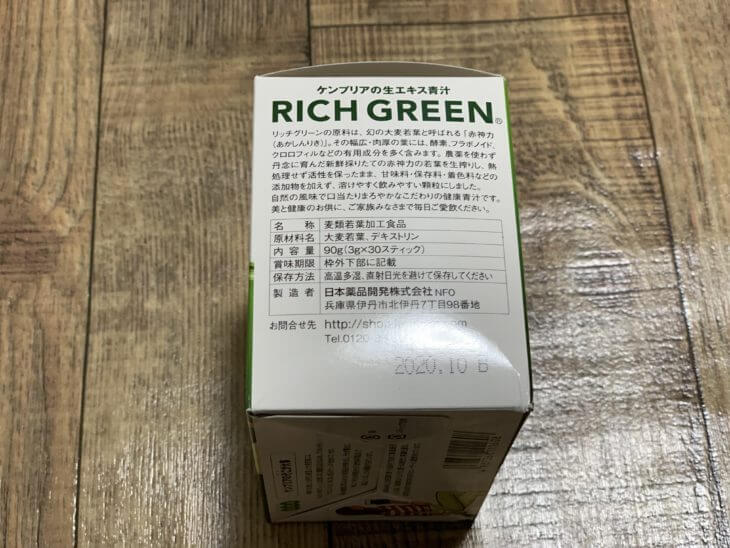 ケンプリアの生エキス青汁
RICH GREEN®
リッチグリーンの原料は、幻の大麦若葉と呼ばれる「赤神力
(あかしんりき)」。その幅広・肉厚の葉には、酵素、フラボノイド、
クロロフィルなどの有用成分を多く含みます。農薬を使わず
丹念に育んだ新鮮採りたての赤神力の若葉を生搾りし、熱
処理せず活性を保ったまま、甘味料・保存料・着色料などの
添加物を加えず、溶けやすく飲みやすい顆粒にしました。
自然の風味で口当たりまろやかなこだわりの健康青汁です。
美と健康のお供に、ご家族みなさまで毎日ご愛飲ください。
名称 麦類若葉加工食品
原材料名 大麦若葉、デキストリン
内容量 90g(3g×30スティック)
賞味期限 枠外下部に記載
保存方法 高温多湿、直射日光を避けて保存してください
製造者 日本薬品開発株式会社 NFO
兵庫県伊丹市北伊丹7丁目98番地
お問合せ先 http://sho
Tel.0120
2020.10 B